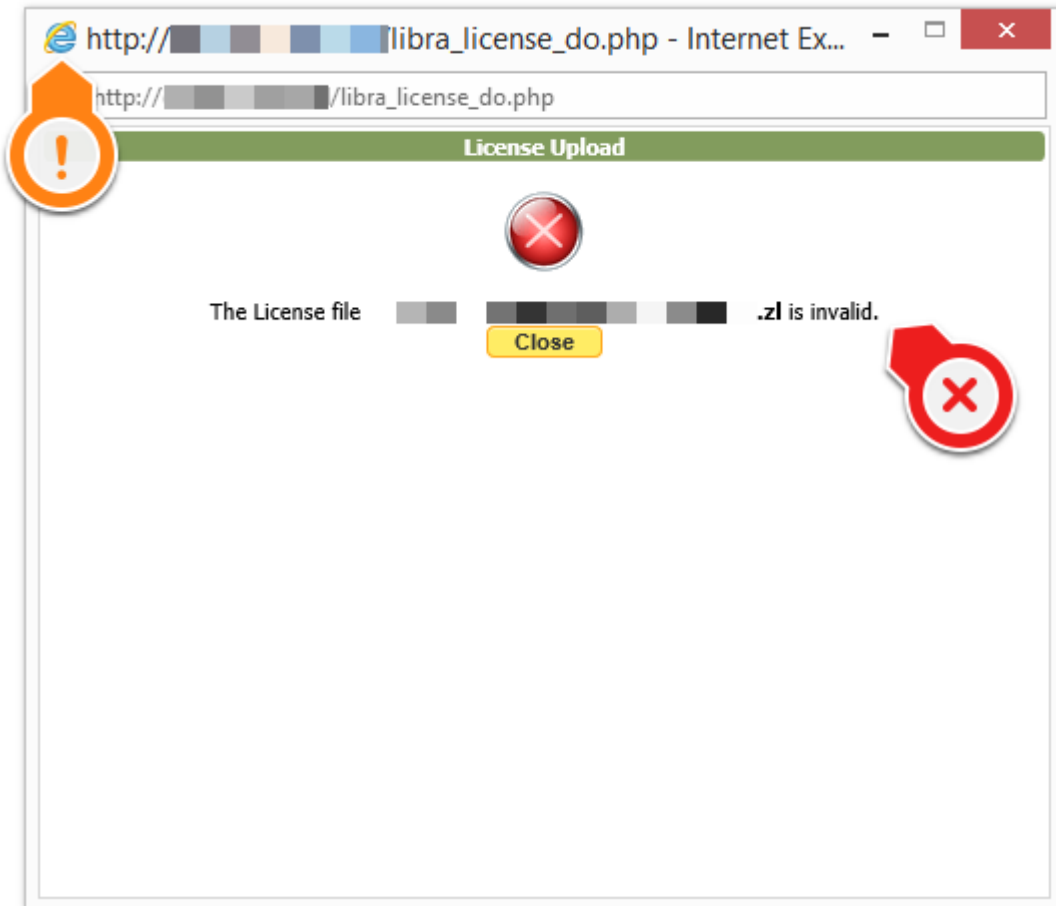 http:// libra_license_do.php - Internet Ex...
http:// /libra_license_do.php
License Upload
The License file .zl is invalid.
Close